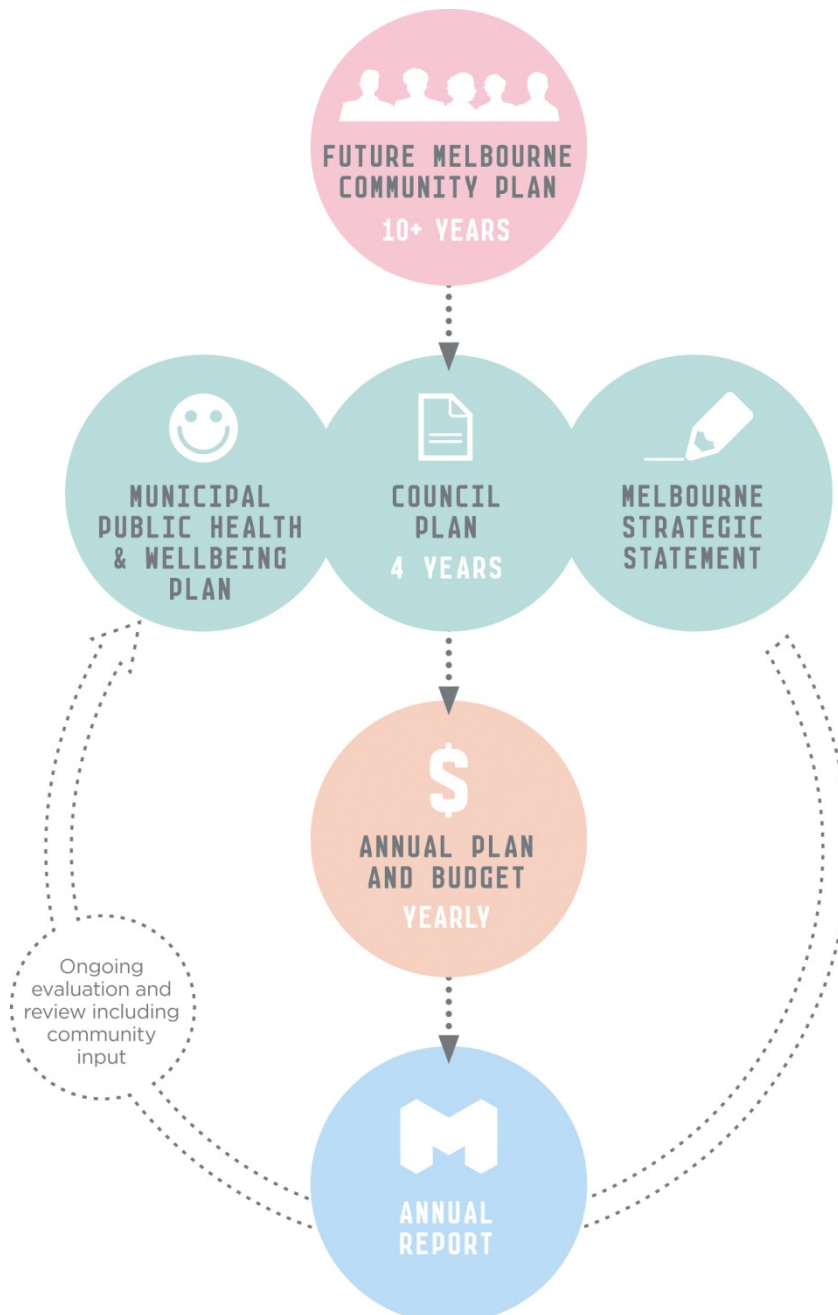 FUTURE MELBOURNE
COMMUNITY PLAN
10+ YEARS
MUNICIPAL
PUBLIC HEALTH
& WELLBEING
PLAN
COUNCIL
PLAN
4 YEARS
MELBOURNE
STRATEGIC
STATEMENT
$
ANNUAL PLAN
AND BUDGET
YEARLY
Ongoing
evaluation and
review including
community
input
M
ANNUAL
REPORT